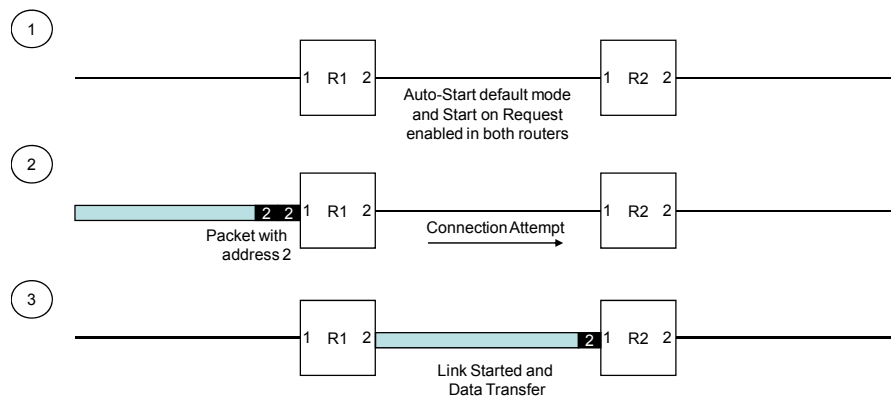 1
1 R1 2
1 R2 2
Auto-Start default mode
and Start on Request
enabled in both routers
2
2 2
1 R1 2
1 R2 2
Packet with
address 2
Connection Attempt
3
1 R1 2
2
1 R2 2
Link Started and
Data Transfer